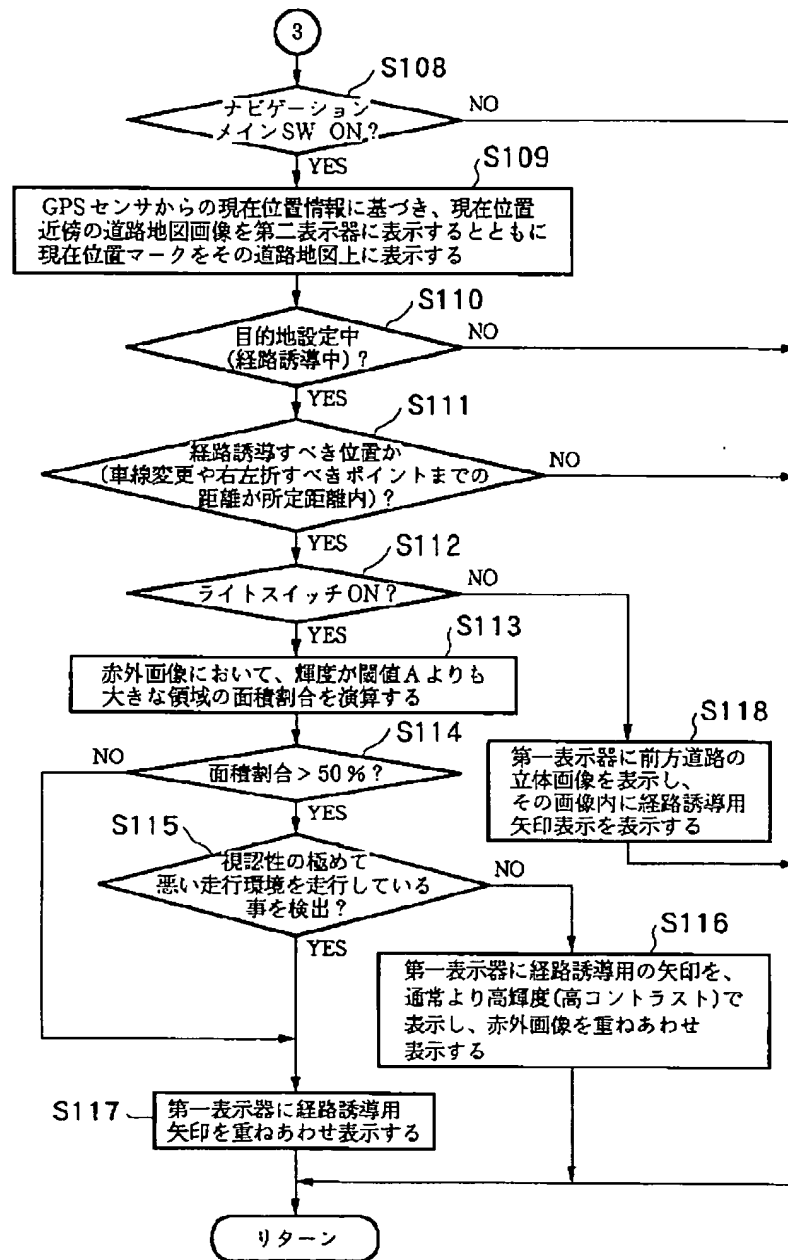 3
S108
ナビゲーション
メインSW ON?
NO
YES
S109
GPSセンサからの現在位置情報に基づき、現在位置
近傍の道路地図画像を第二表示器に表示するとともに
現在位置マークをその道路地図上に表示する
S110
目的地設定中
(経路誘導中)?
NO
YES
S111
経路誘導すべき位置か
(車線変更や右左折すべきポイントまでの
距離が所定距離内)?
NO
YES
S112
ライトスイッチON?
NO
YES
S113
赤外画像において、輝度が閾値Aよりも
大きな領域の面積割合を演算する
S114
NO
面積割合>50%?
YES
S118
第一表示器に前方道路の
立体画像を表示し、
その画像内に経路誘導用
矢印表示を表示する
S115
視認性の極めて
悪い走行環境を走行している
事を検出?
NO
YES
S116
第一表示器に経路誘導用の矢印を、
通常より高輝度(高コントラスト)で
表示し、赤外画像を重ねあわせ
表示する
S117
第一表示器に経路誘導用
矢印を重ねあわせ表示する
リターン